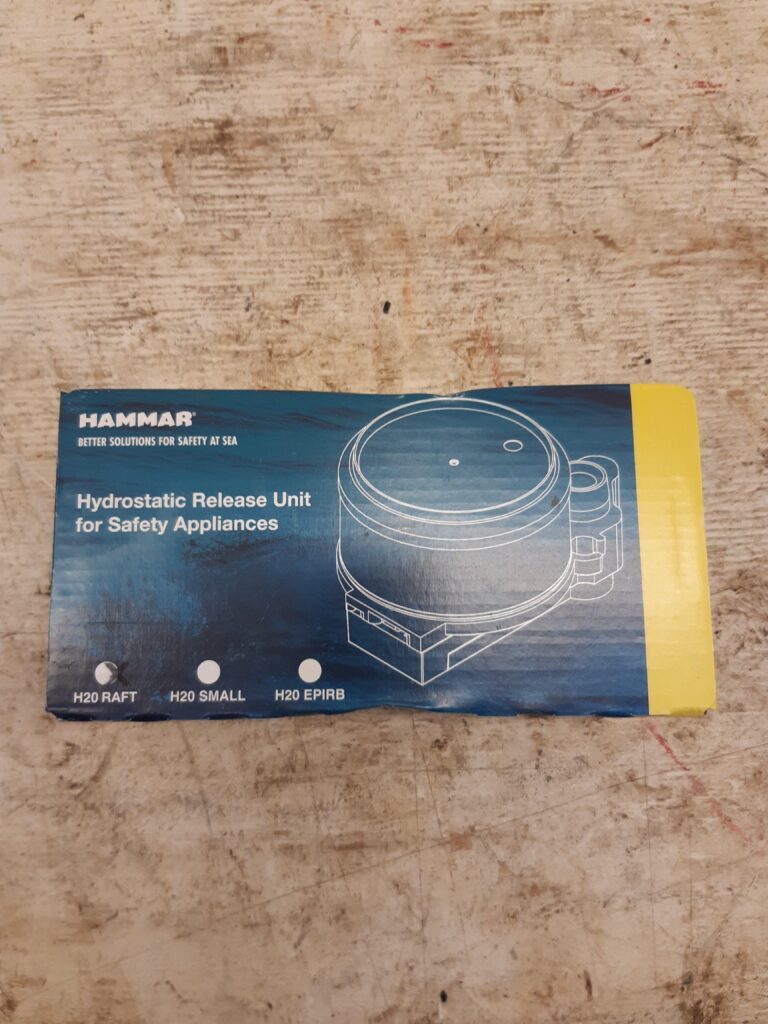 HAMMAR®
BETTER SOLUTIONS FOR SAFETY AT SEA
Hydrostatic Release Unit
for Safety Appliances
H20 RAFT H20 SMALL H20 EPIRB